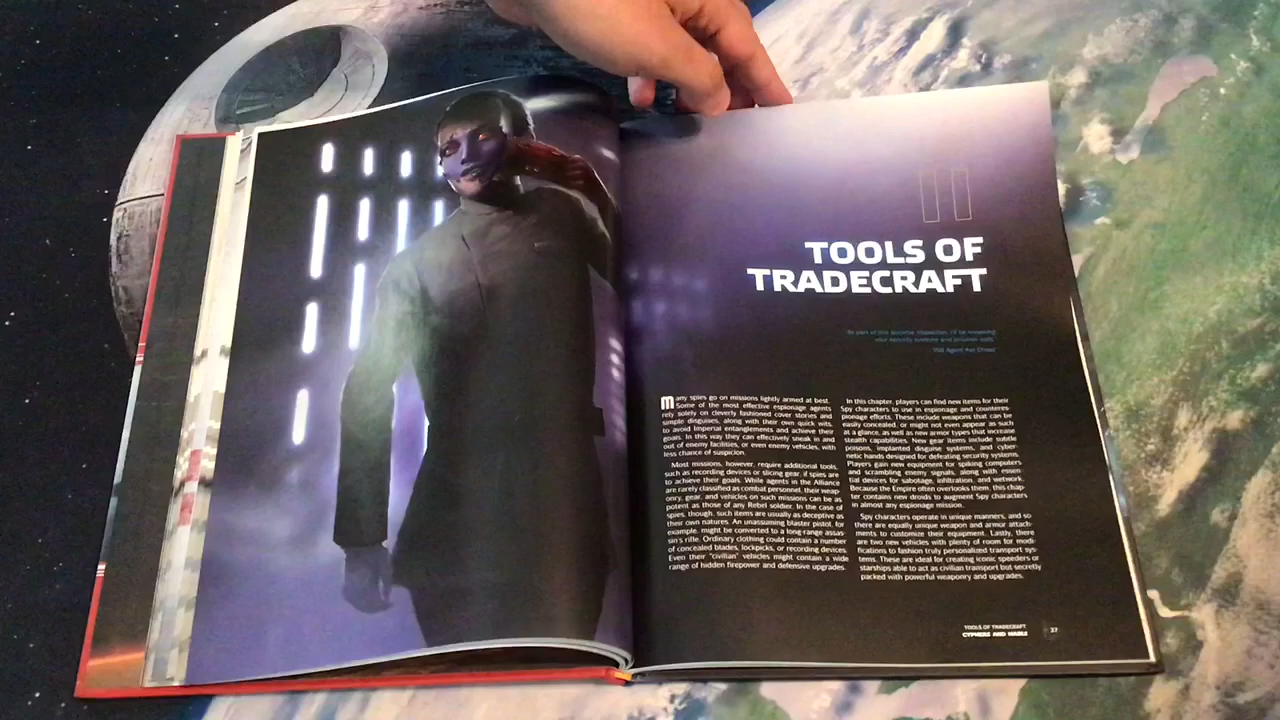 II
TOOLS OF
TRADECRAFT
"As part of this surprise inspection, I'll be reviewing
your security systems and prisoner cells."
Many spies go on missions lightly armed at best.
Some of the most effective espionage agents
rely solely on cleverly fashioned cover stories and
simple disguises, along with their own quick wits,
to avoid Imperial entanglements and achieve their
goals. In this way they can effectively sneak in and
out of enemy facilities, or even enemy vehicles, with
less chance of suspicion.
Most missions, however, require additional tools,
such as recording devices or slicing gear, if spies are
to achieve their goals. While agents in the Alliance
are rarely classified as combat personnel, their weap-
onry, gear, and vehicles on such missions can be as
potent as those of any Rebel soldier. In the case of
spies, though, such items are usually as deceptive as
their own natures. An unassuming blaster pistol, for
example, might be converted to a long-range assas-
sin's rifle. Ordinary clothing could contain a number
of concealed blades, lockpicks, or recording devices.
Even their "civilian" vehicles might contain a wide
range of hidden firepower and defensive upgrades.
In this chapter, players can find new items for their
Spy characters to use in espionage and counteres-
pionage efforts. These include weapons that can be
easily concealed, or might not even appear as such
at a glance, as well as new armor types that increase
stealth capabilities. New gear items include subtle
poisons, implanted disguise systems, and cyber-
netic hands designed for defeating security systems.
Players gain new equipment for spiking computers
and scrambling enemy signals, along with essen-
tial devices for sabotage, infiltration, and wetwork.
Because the Empire often overlooks them, this chap-
ter contains new droids to augment Spy characters
in almost any espionage mission.
Spy characters operate in unique manners, and so
there are equally unique weapon and armor attach-
ments to customize their equipment. Lastly, there
are two new vehicles with plenty of room for modi-
fications to fashion truly personalized transport sys-
tems. These are ideal for creating iconic speeders or
starships able to act as civilian transport but secretly
packed with powerful weaponry and upgrades.
TOOLS OF TRADECRAFT
CYPHERS AND MASKS
37